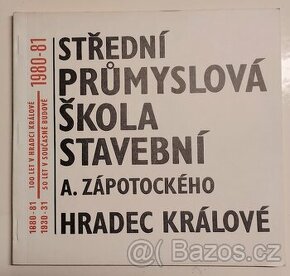 1880-81 100 LET V HRADCI KRÁLOVÉ
1930-31 50 LET V SOUČASNÉ BUDOVĚ
1980-81
STŘEDNÍ
PRŮMYSLOVÁ
ŠKOLA
STAVEBNÍ
A. ZÁPOTOCKÉHO
HRADEC KRÁLOVÉ
Bazos.cz